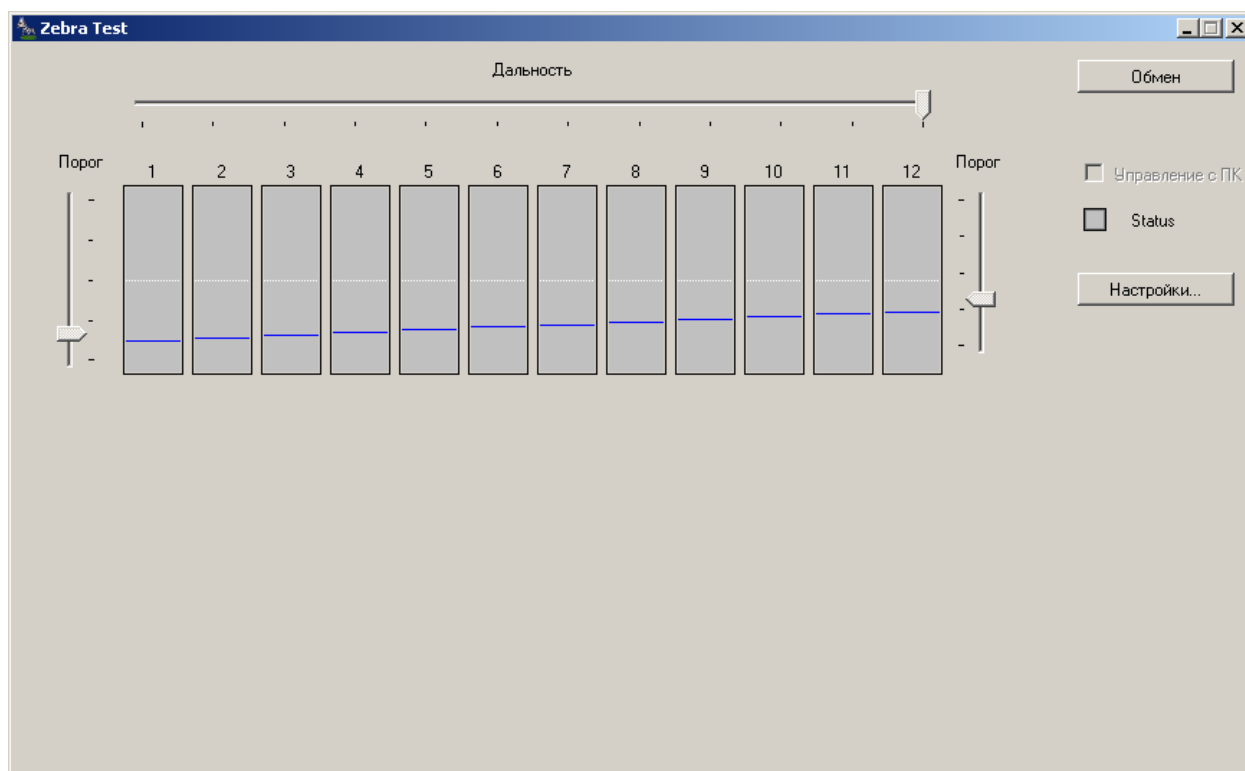 Zebra Test
Дальность
Обмен
Порог
1 2 3 4 5 6 7 8 9 10 11 12
Порог
Управление с ПК
Status
Настройки...